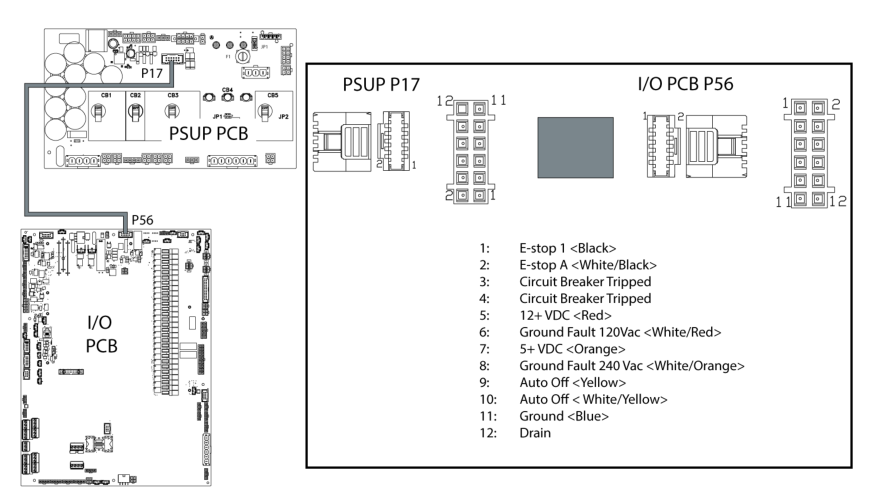 P17
JP1
CB1
CB2
CB3
CB4
CB5
JP1
JP2
PSUP PCB
P56
I/O
PCB
PSUP P17
I/O PCB P56
12
11
2
1
2
1
1
2
1
2
11
12
1: E-stop 1 <Black>
2: E-stop A <White/Black>
3: Circuit Breaker Tripped
4: Circuit Breaker Tripped
5: 12+ VDC <Red>
6: Ground Fault 120Vac <White/Red>
7: 5+ VDC <Orange>
8: Ground Fault 240 Vac <White/Orange>
9: Auto Off <Yellow>
10: Auto Off < White/Yellow>
11: Ground <Blue>
12: Drain